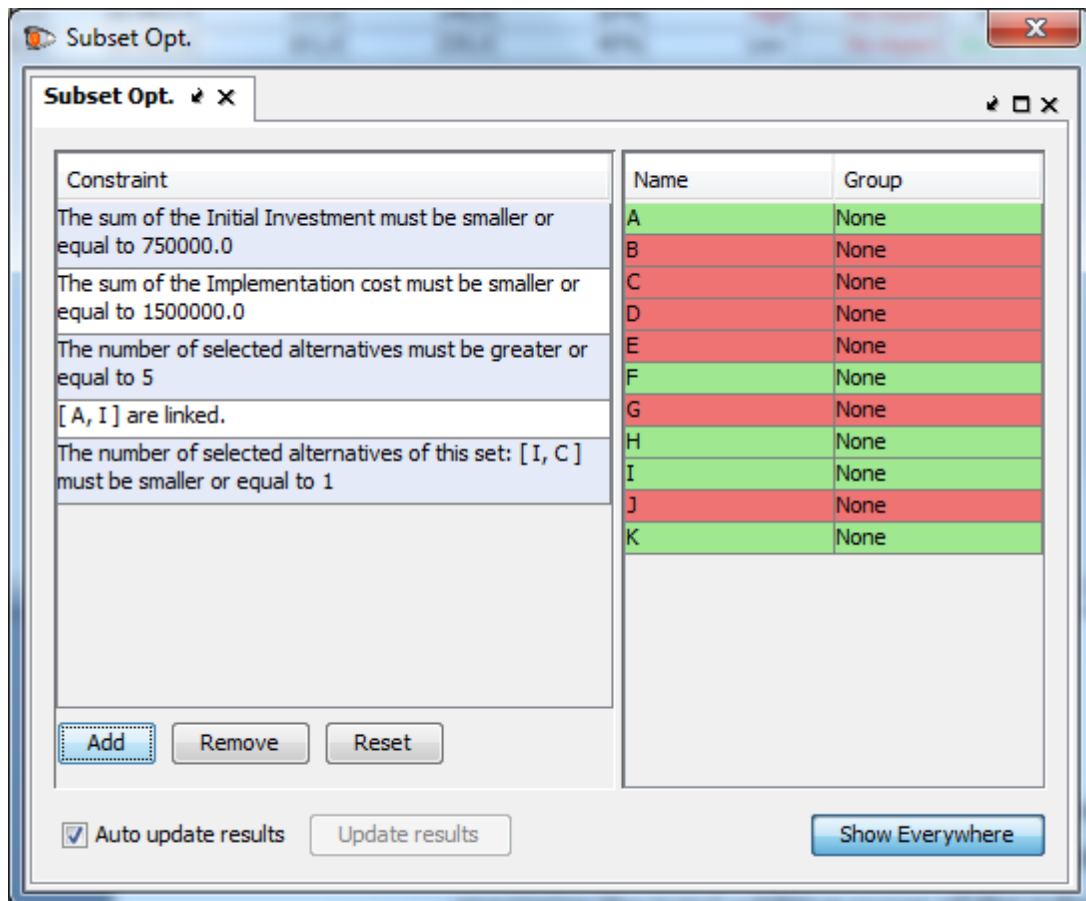 Subset Opt.
Subset Opt.
Constraint
The sum of the Initial Investment must be smaller or
equal to 750000.0
The sum of the Implementation cost must be smaller or
equal to 1500000.0
The number of selected alternatives must be greater or
equal to 5
[ A, I ] are linked.
The number of selected alternatives of this set: [ I, C ]
must be smaller or equal to 1
Add Remove Reset
Name Group
A None
B None
C None
D None
E None
F None
G None
H None
I None
J None
K None
Auto update results Update results Show Everywhere